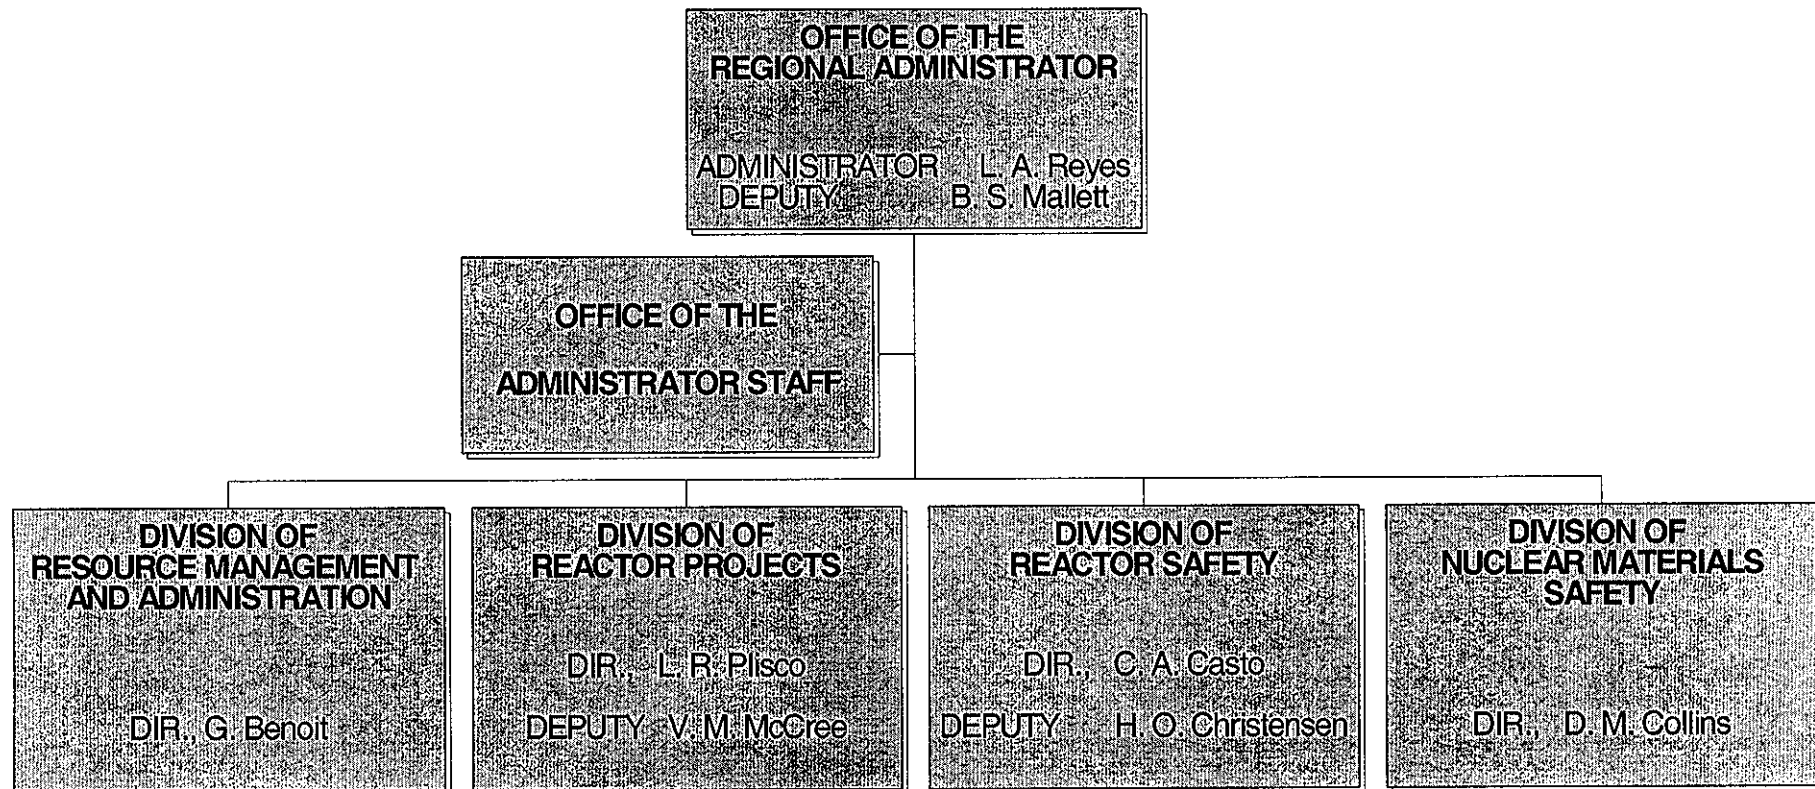 OFFICE OF THE
REGIONAL ADMINISTRATOR
ADMINISTRATOR L. A. Reyes
DEPUTY B. S. Mallett
OFFICE OF THE
ADMINISTRATOR STAFF
DIVISION OF
RESOURCE MANAGEMENT
AND ADMINISTRATION
DIR., G. Benoit
DIVISION OF
REACTOR PROJECTS
DIR., L. R. Plisco
DEPUTY V. M. McCree
DIVISION OF
REACTOR SAFETY
DIR., C. A. Casto
DEPUTY H. O. Christensen
DIVISION OF
NUCLEAR MATERIALS
SAFETY
DIR., D. M. Collins